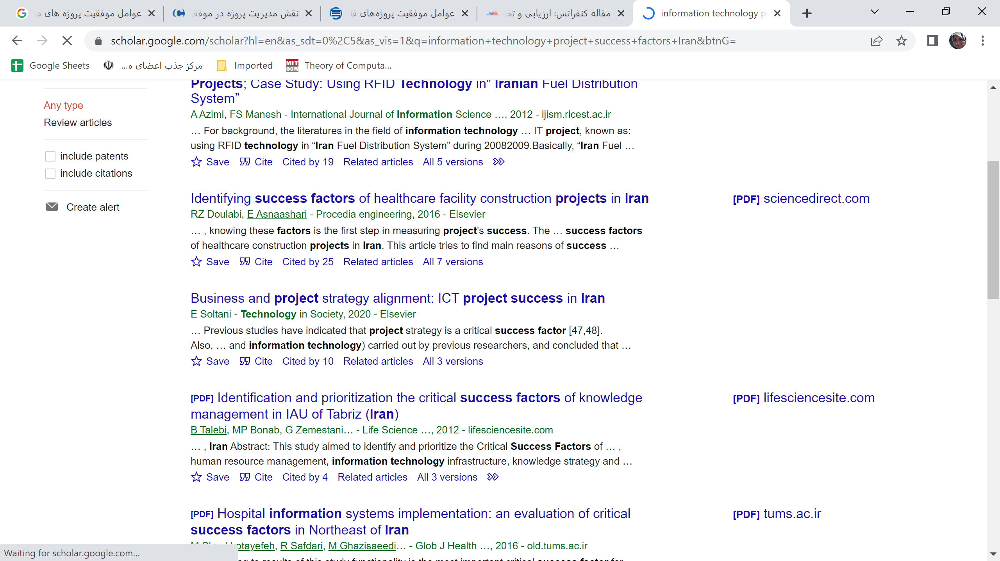 عوامل موفقیت پروژه های
نقش مدیریت پروژه در
عوامل موفقیت پروژه‌های
مقاله کنفرانس: ارزیابی و
information technology p
scholar.google.com/scholar?hl=en&as_sdt=0%2C5&as_vis=1&q=information+technology+project+success+factors+Iran&btnG=
Google Sheets
مرکز جذب اعضای ه...
Imported
MIT OCW
Theory of Computa...
Any type
Review articles
include patents
include citations
Create alert
Projects; Case Study: Using RFID Technology in" Iranian Fuel Distribution
System”
A Azimi, FS Manesh - International Journal of Information Science …, 2012 - ijism.ricest.ac.ir
… For background, the literatures in the field of information technology … IT project, known as:
using RFID technology in “Iran Fuel Distribution System” during 20082009.Basically, “Iran Fuel …
Save Cite Cited by 19 Related articles All 5 versions
Identifying success factors of healthcare facility construction projects in Iran
[PDF] sciencedirect.com
RZ Doulabi, E Asnaashari - Procedia engineering, 2016 - Elsevier
… , knowing these factors is the first step in measuring project’s success. The … success factors
of healthcare construction projects in Iran. This article tries to find main reasons of success …
Save Cite Cited by 25 Related articles All 7 versions
Business and project strategy alignment: ICT project success in Iran
E Soltani - Technology in Society, 2020 - Elsevier
… Previous studies have indicated that project strategy is a critical success factor [47,48].
Also, … and information technology) carried out by previous researchers, and concluded that …
Save Cite Cited by 10 Related articles All 3 versions
[PDF] Identification and prioritization the critical success factors of knowledge
management in IAU of Tabriz (Iran)
[PDF] lifesciencesite.com
B Talebi, MP Bonab, G Zemestani… - Life Science …, 2012 - lifesciencesite.com
… , Iran Abstract: This study aimed to identify and prioritize the Critical Success Factors of … ,
human resource management, information technology infrastructure, knowledge strategy and …
Save Cite Cited by 4 Related articles All 3 versions
[PDF] Hospital information systems implementation: an evaluation of critical
success factors in Northeast of Iran
[PDF] tums.ac.ir
R Safdari, M Ghazisaeedi… - Glob J Health …, 2016 - old.tums.ac.ir
to results of this study functionality is the most important critical success factor for
Waiting for scholar.google.com...